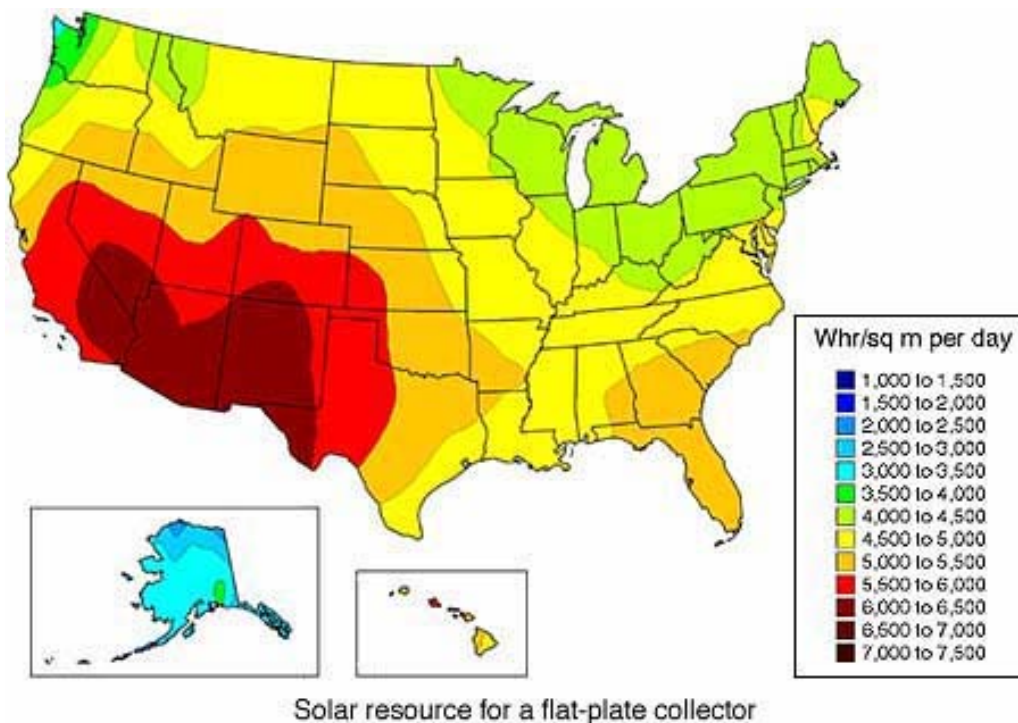 Whr/sq m per day
1,000 to 1,500
1,500 to 2,000
2,000 to 2,500
2,500 to 3,000
3,000 to 3,500
3,500 to 4,000
4,000 to 4,500
4,500 to 5,000
5,000 to 5,500
5,500 to 6,000
6,000 to 6,500
6,500 to 7,000
7,000 to 7,500
Solar resource for a flat-plate collector